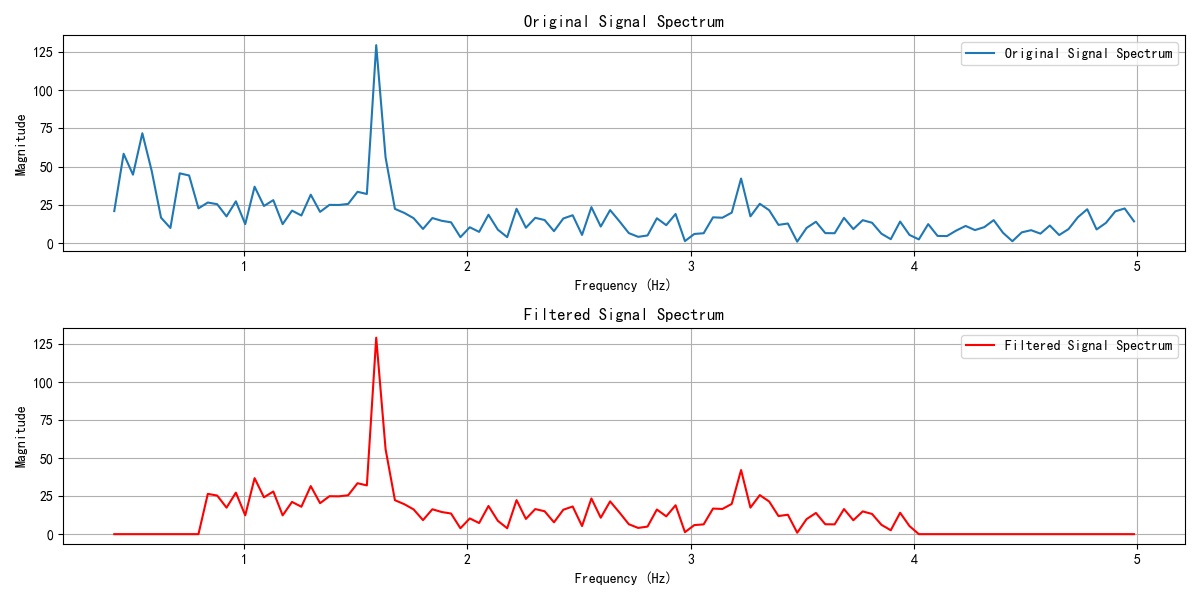 Original Signal Spectrum
Original Signal Spectrum
125
100
75
50
25
0
Magnitude
1 2 3 4 5
Frequency (Hz)
Filtered Signal Spectrum
Filtered Signal Spectrum
125
100
75
50
25
0
Magnitude
1 2 3 4 5
Frequency (Hz)